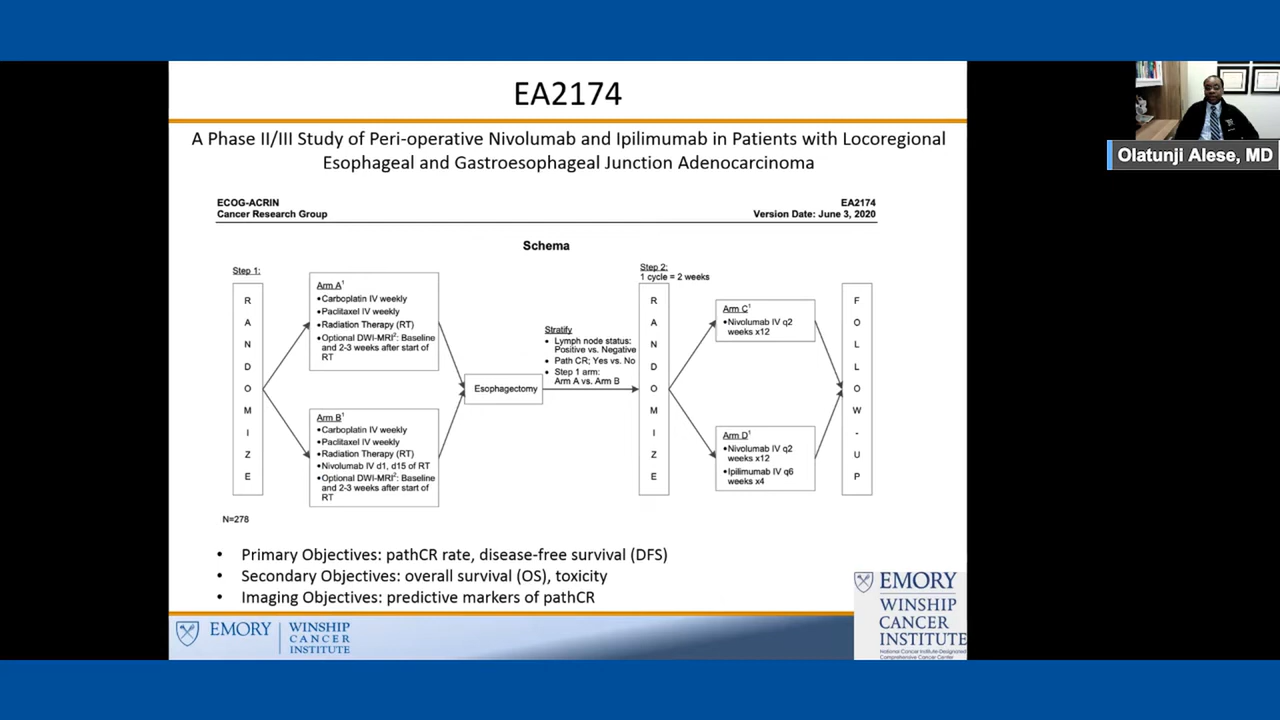 EA2174
A Phase II/III Study of Peri-operative Nivolumab and Ipilimumab in Patients with Locoregional
Esophageal and Gastroesophageal Junction Adenocarcinoma
Olatunji Alese, MD
ECOG-ACRIN
Cancer Research Group
EA2174
Version Date: June 3, 2020
Schema
Step 1:
R
A
N
D
O
M
I
Z
E
Arm A¹
•Carboplatin IV weekly
•Paclitaxel IV weekly
•Radiation Therapy (RT)
•Optional DWI-MRI²: Baseline
and 2-3 weeks after start of
RT
Arm B¹
•Carboplatin IV weekly
•Paclitaxel IV weekly
•Radiation Therapy (RT)
•Nivolumab IV d1, d15 of RT
•Optional DWI-MRI²: Baseline
and 2-3 weeks after start of
RT
Esophagectomy
Stratify
• Lymph node status:
Positive vs. Negative
• Path CR; Yes vs. No
• Step 1 arm:
Arm A vs. Arm B
Step 2:
1 cycle = 2 weeks
R
A
N
D
O
M
I
Z
E
Arm C¹
•Nivolumab IV q2
weeks x12
Arm D¹
•Nivolumab IV q2
weeks x12
•Ipilimumab IV q6
weeks x4
F
O
L
L
O
W
-
U
P
N=278
• Primary Objectives: pathCR rate, disease-free survival (DFS)
• Secondary Objectives: overall survival (OS), toxicity
• Imaging Objectives: predictive markers of pathCR
EMORY
WINSHIP
CANCER
INSTITUTE
EMORY
WINSHIP
CANCER
INSTITUTE
National Cancer Institute-Designated
Comprehensive Cancer Center